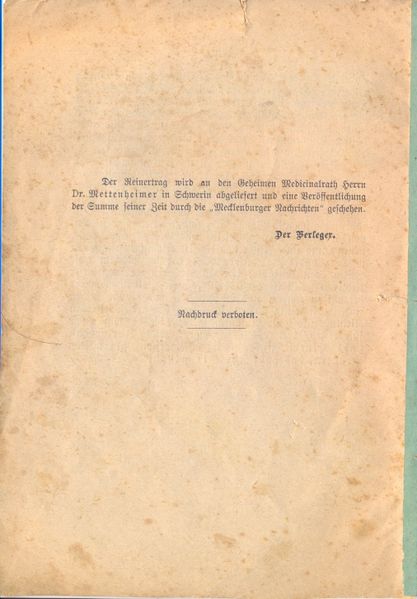 Der Reinertrag wird an den Geheimen Medicinalrath Herrn
Dr. Mettenheimer in Schwerin abgeliefert und eine Veröffentlichung
der Summe seiner Zeit durch die „Mecklenburger Nachrichten“ geschehen.
Der Verleger.
Nachdruck verboten.